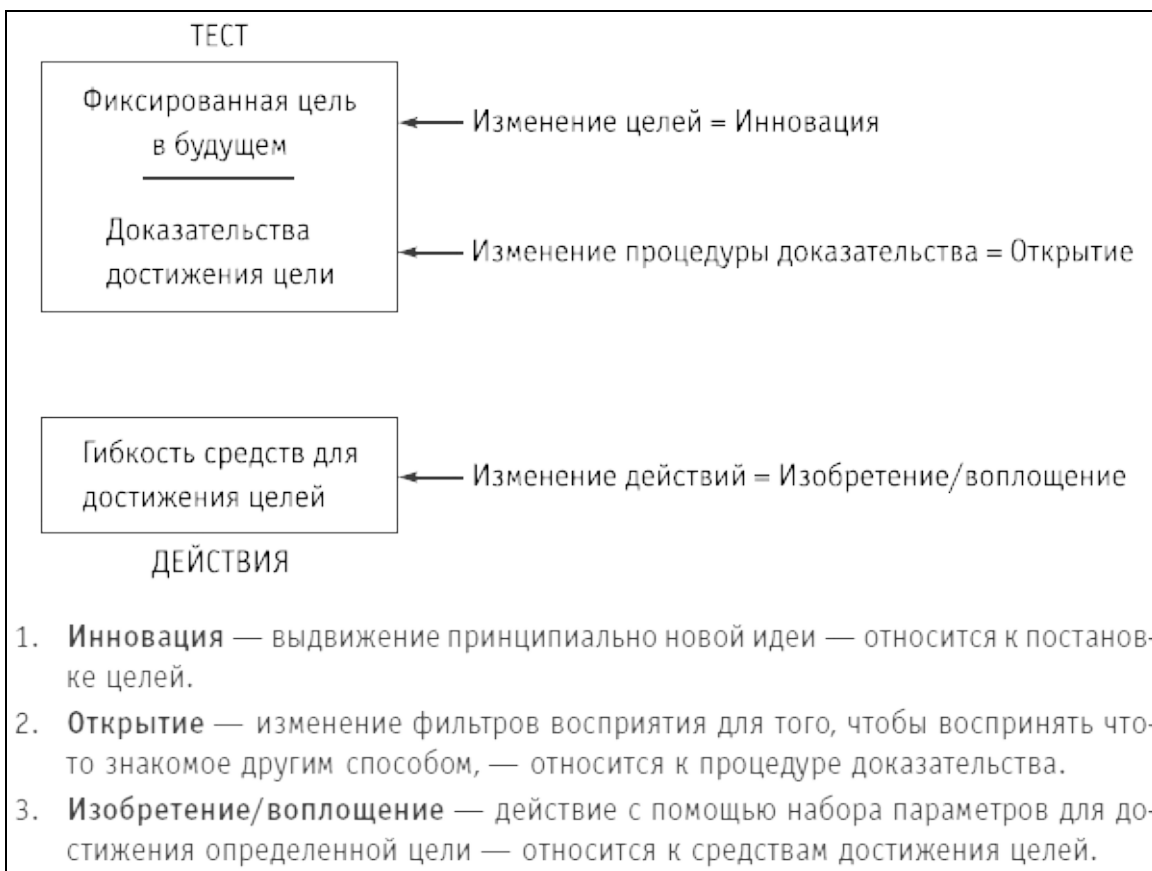 ТЕСТ
Фиксированная цель
в будущем
Изменение целей = Инновация
Доказательства
достижения цели
Изменение процедуры доказательства = Открытие
Гибкость средств для
достижения целей
Изменение действий = Изобретение/воплощение
ДЕЙСТВИЯ
1. Инновация — выдвижение принципиально новой идеи — относится к постанов-
ке целей.
2. Открытие — изменение фильтров восприятия для того, чтобы воспринять что-
то знакомое другим способом, — относится к процедуре доказательства.
3. Изобретение/воплощение — действие с помощью набора параметров для до-
стижения определенной цели — относится к средствам достижения целей.